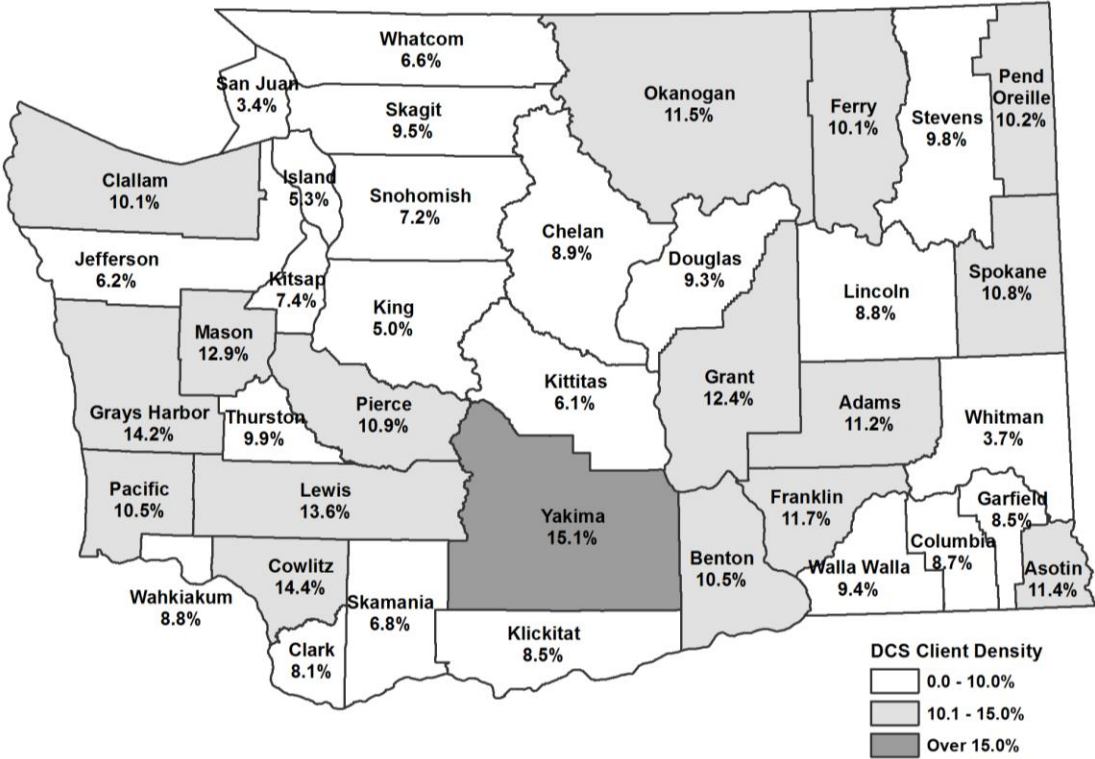 Whatcom
6.6%
San Juan
3.4%
Skagit
9.5%
Okanogan
11.5%
Ferry
10.1%
Stevens
9.8%
Pend
Oreille
10.2%
Clallam
10.1%
Island
5.3%
Snohomish
7.2%
Chelan
8.9%
Douglas
9.3%
Jefferson
6.2%
Kitsap
7.4%
King
5.0%
Lincoln
8.8%
Spokane
10.8%
Mason
12.9%
Grays Harbor
14.2%
Thurston
9.9%
Pierce
10.9%
Kittitas
6.1%
Grant
12.4%
Adams
11.2%
Whitman
3.7%
Pacific
10.5%
Lewis
13.6%
Yakima
15.1%
Benton
10.5%
Franklin
11.7%
Walla Walla
9.4%
Columbia
8.7%
Garfield
8.5%
Asotin
11.4%
Wahkiakum
8.8%
Cowlitz
14.4%
Skamania
6.8%
Clark
8.1%
Klickitat
8.5%
DCS Client Density
0.0 - 10.0%
10.1 - 15.0%
Over 15.0%